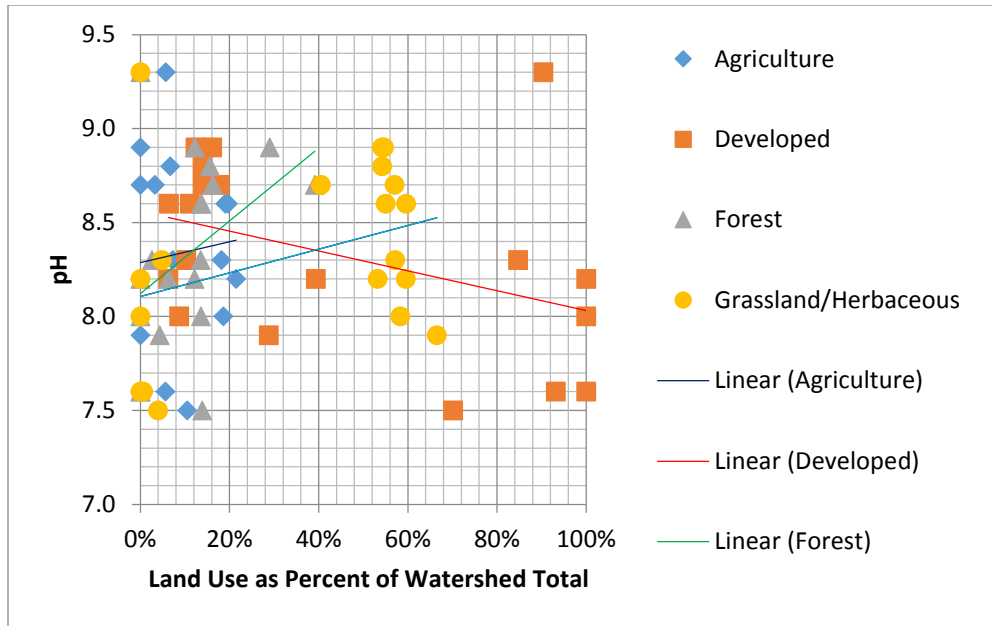 9.5
9.0
8.5
8.0
7.5
7.0
pH
0%
20%
40%
60%
80%
100%
Land Use as Percent of Watershed Total
Agriculture
Developed
Forest
Grassland/Herbaceous
Linear (Agriculture)
Linear (Developed)
Linear (Forest)